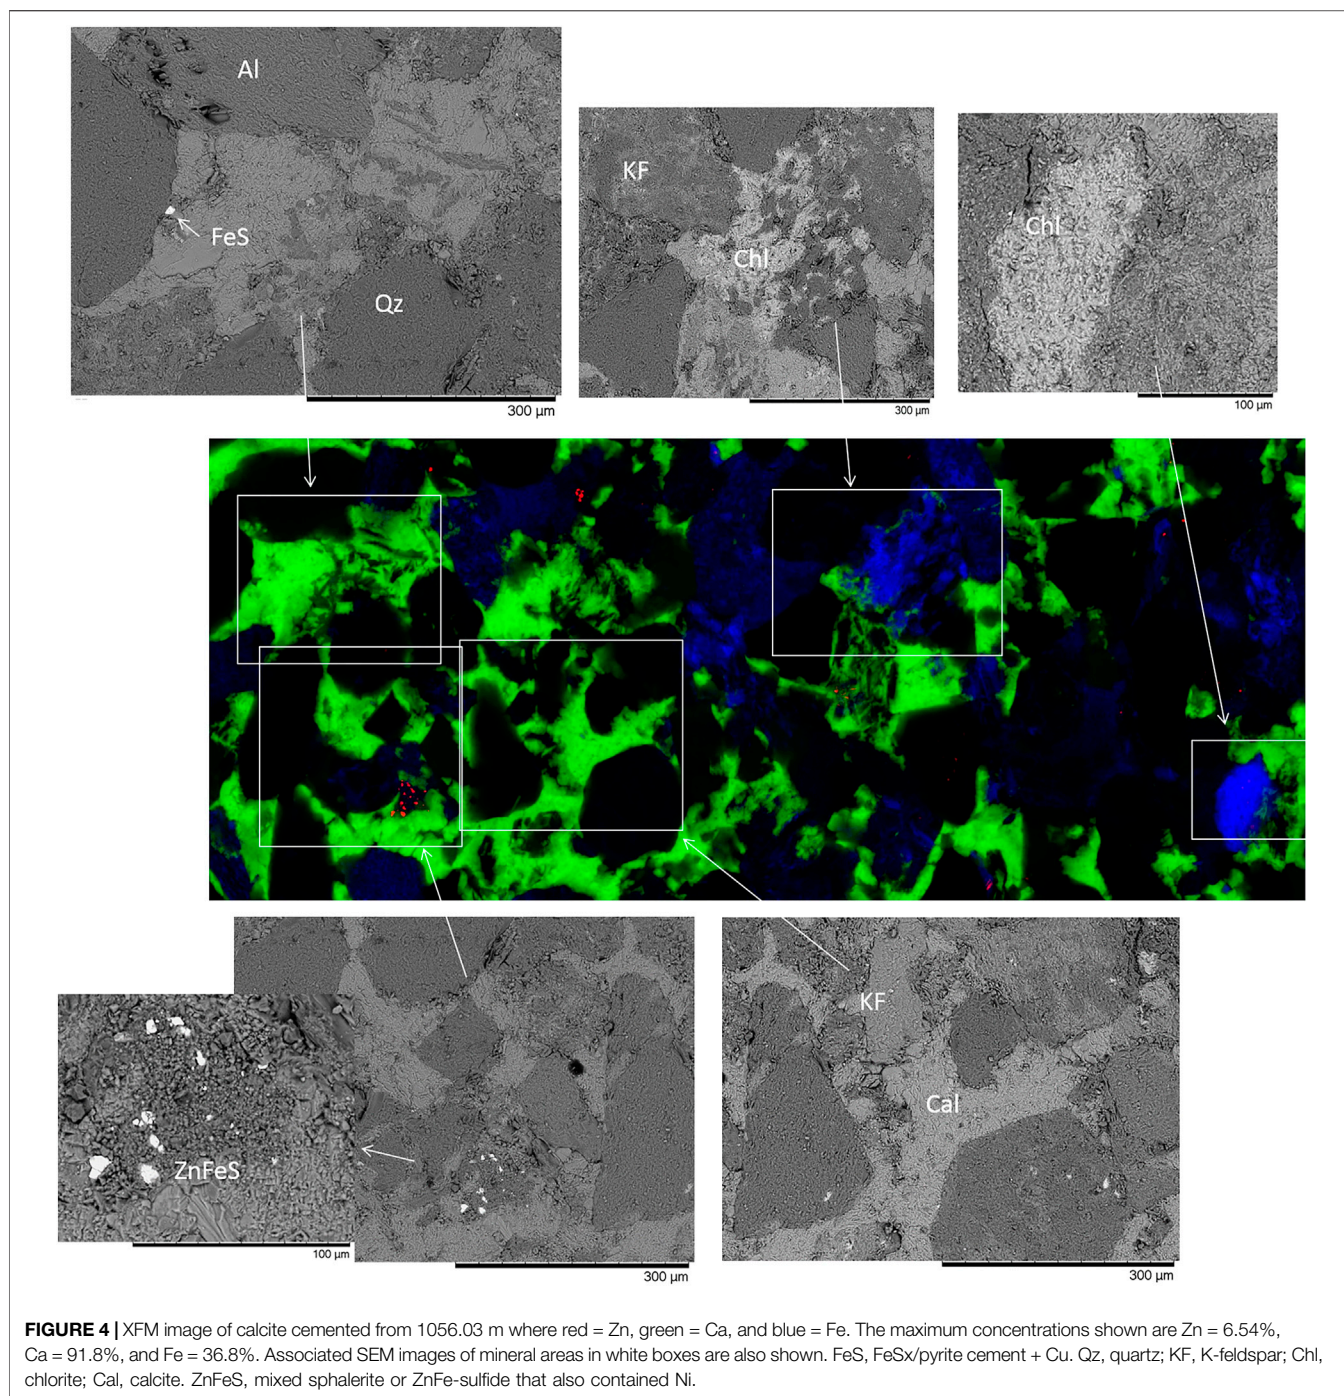 Al
FeS
Qz
300 µm
KF
Chl
300 µm
Chl
100 µm
ZnFeS
100 µm
300 µm
KF
Cal
300 µm
FIGURE 4 | XFM image of calcite cemented from 1056.03 m where red = Zn, green = Ca, and blue = Fe. The maximum concentrations shown are Zn = 6.54%,
Ca = 91.8%, and Fe = 36.8%. Associated SEM images of mineral areas in white boxes are also shown. FeS, FeSx/pyrite cement + Cu. Qz, quartz; KF, K-feldspar; Chl,
chlorite; Cal, calcite. ZnFeS, mixed sphalerite or ZnFe-sulfide that also contained Ni.